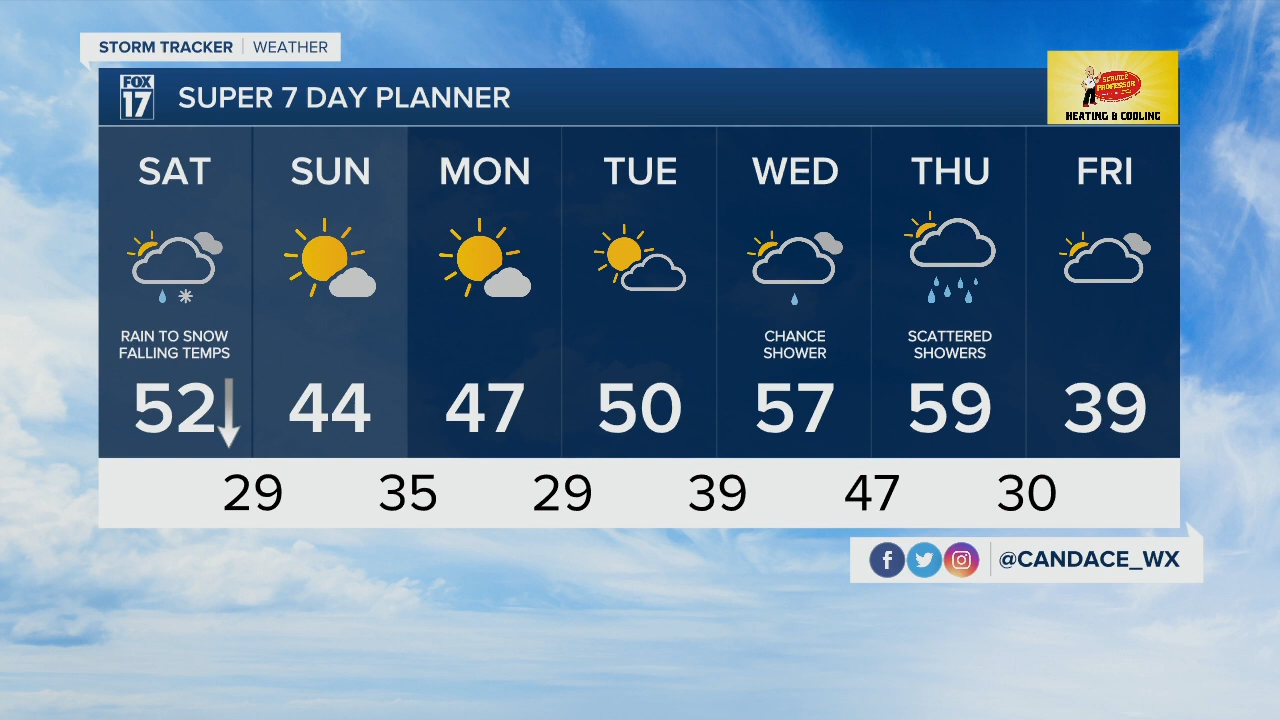 STORM TRACKER | WEATHER
FOX
17
SUPER 7 DAY PLANNER
SERVICE
PROFESSOR
HEATING & COOLING
SAT SUN MON TUE WED THU FRI
RAIN TO SNOW
FALLING TEMPS
CHANCE
SHOWER
SCATTERED
SHOWERS
52 44 47 50 57 59 39
29 35 29 39 47 30
@CANDACE_WX